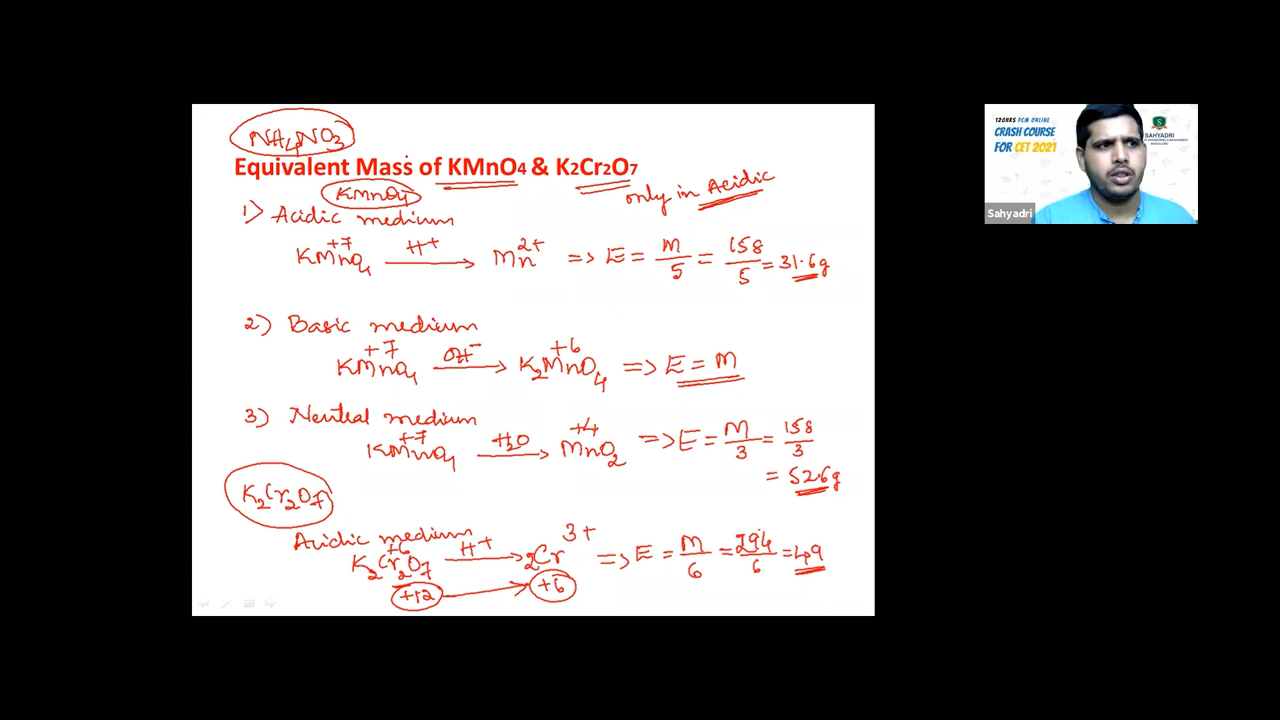 NH4NO3
Equivalent Mass of KMnO4 & K2Cr2O7
KMnO4
only in Acidic
1) Acidic medium
+7 H+
KMnO4 → Mn2+ => E = M/5 = 158/5 = 31.6g
2) Basic medium
+7 OH- +6
KMnO4 → K2MnO4 => E = M
3) Neutral medium
+7 H2O +4
KMnO4 → MnO2 => E = M/3 = 158/3
= 52.6g
K2Cr2O7
Acidic medium
+6 H+
K2Cr2O7 → 2Cr3+ => E = M/6 = 294/6 = 49
+12 → +6
120HRS PCM ONLINE
CRASH COURSE
FOR CET 2021
SAHYADRI
Sahyadri